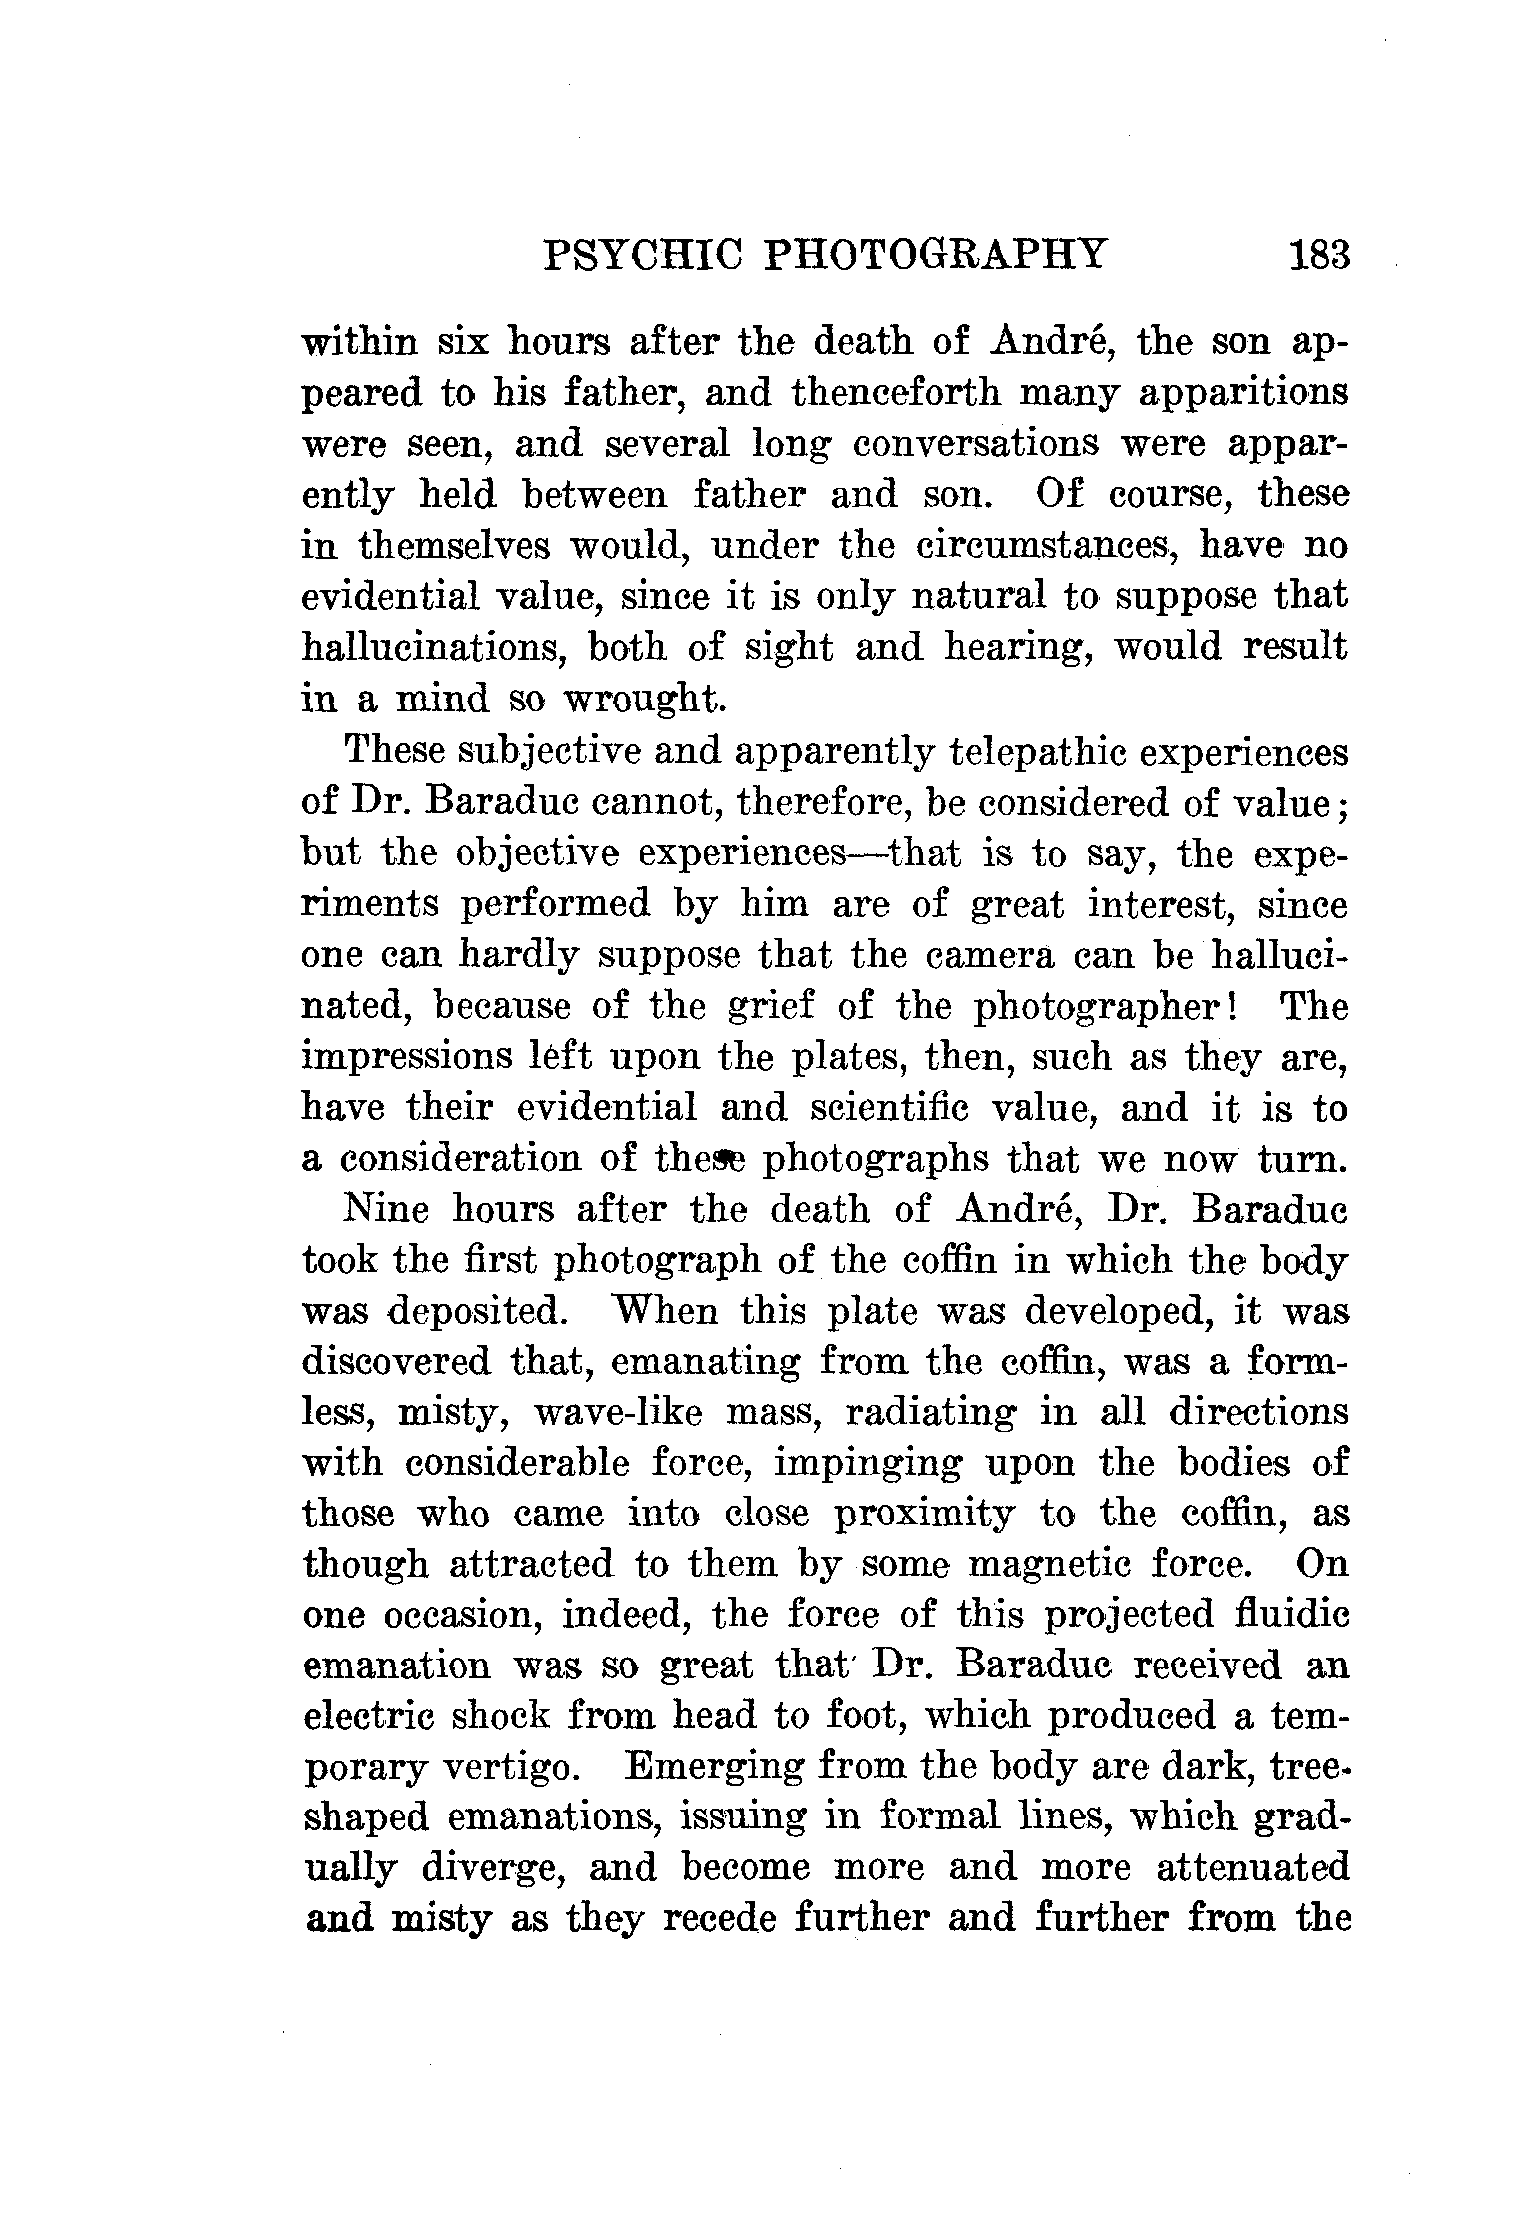 PSYCHIC PHOTOGRAPHY 183
within six hours after the death of André, the son ap-
peared to his father, and thenceforth many apparitions
were seen, and several long conversations were appar-
ently held between father and son. Of course, these
in themselves would, under the circumstances, have no
evidential value, since it is only natural to suppose that
hallucinations, both of sight and hearing, would result
in a mind so wrought.
These subjective and apparently telepathic experiences
of Dr. Baraduc cannot, therefore, be considered of value;
but the objective experiences—that is to say, the expe-
riments performed by him are of great interest, since
one can hardly suppose that the camera can be halluci-
nated, because of the grief of the photographer! The
impressions left upon the plates, then, such as they are,
have their evidential and scientific value, and it is to
a consideration of these photographs that we now turn.
Nine hours after the death of André, Dr. Baraduc
took the first photograph of the coffin in which the body
was deposited. When this plate was developed, it was
discovered that, emanating from the coffin, was a form-
less, misty, wave-like mass, radiating in all directions
with considerable force, impinging upon the bodies of
those who came into close proximity to the coffin, as
though attracted to them by some magnetic force. On
one occasion, indeed, the force of this projected fluidic
emanation was so great that Dr. Baraduc received an
electric shock from head to foot, which produced a tem-
porary vertigo. Emerging from the body are dark, tree-
shaped emanations, issuing in formal lines, which grad-
ually diverge, and become more and more attenuated
and misty as they recede further and further from the